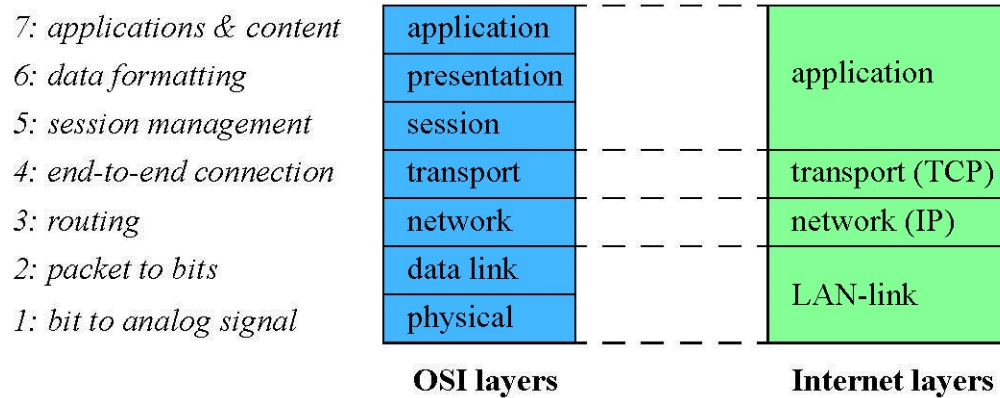 7: applications & content application
6: data formatting presentation application
5: session management session
4: end-to-end connection transport transport (TCP)
3: routing network network (IP)
2: packet to bits data link
LAN-link
1: bit to analog signal physical
OSI layers Internet layers